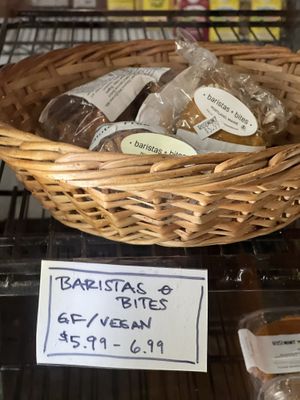 baristas + bites
baristas + bites
BARISTAS +
BITES
GF/VEGAN
$5.99 - 6.99